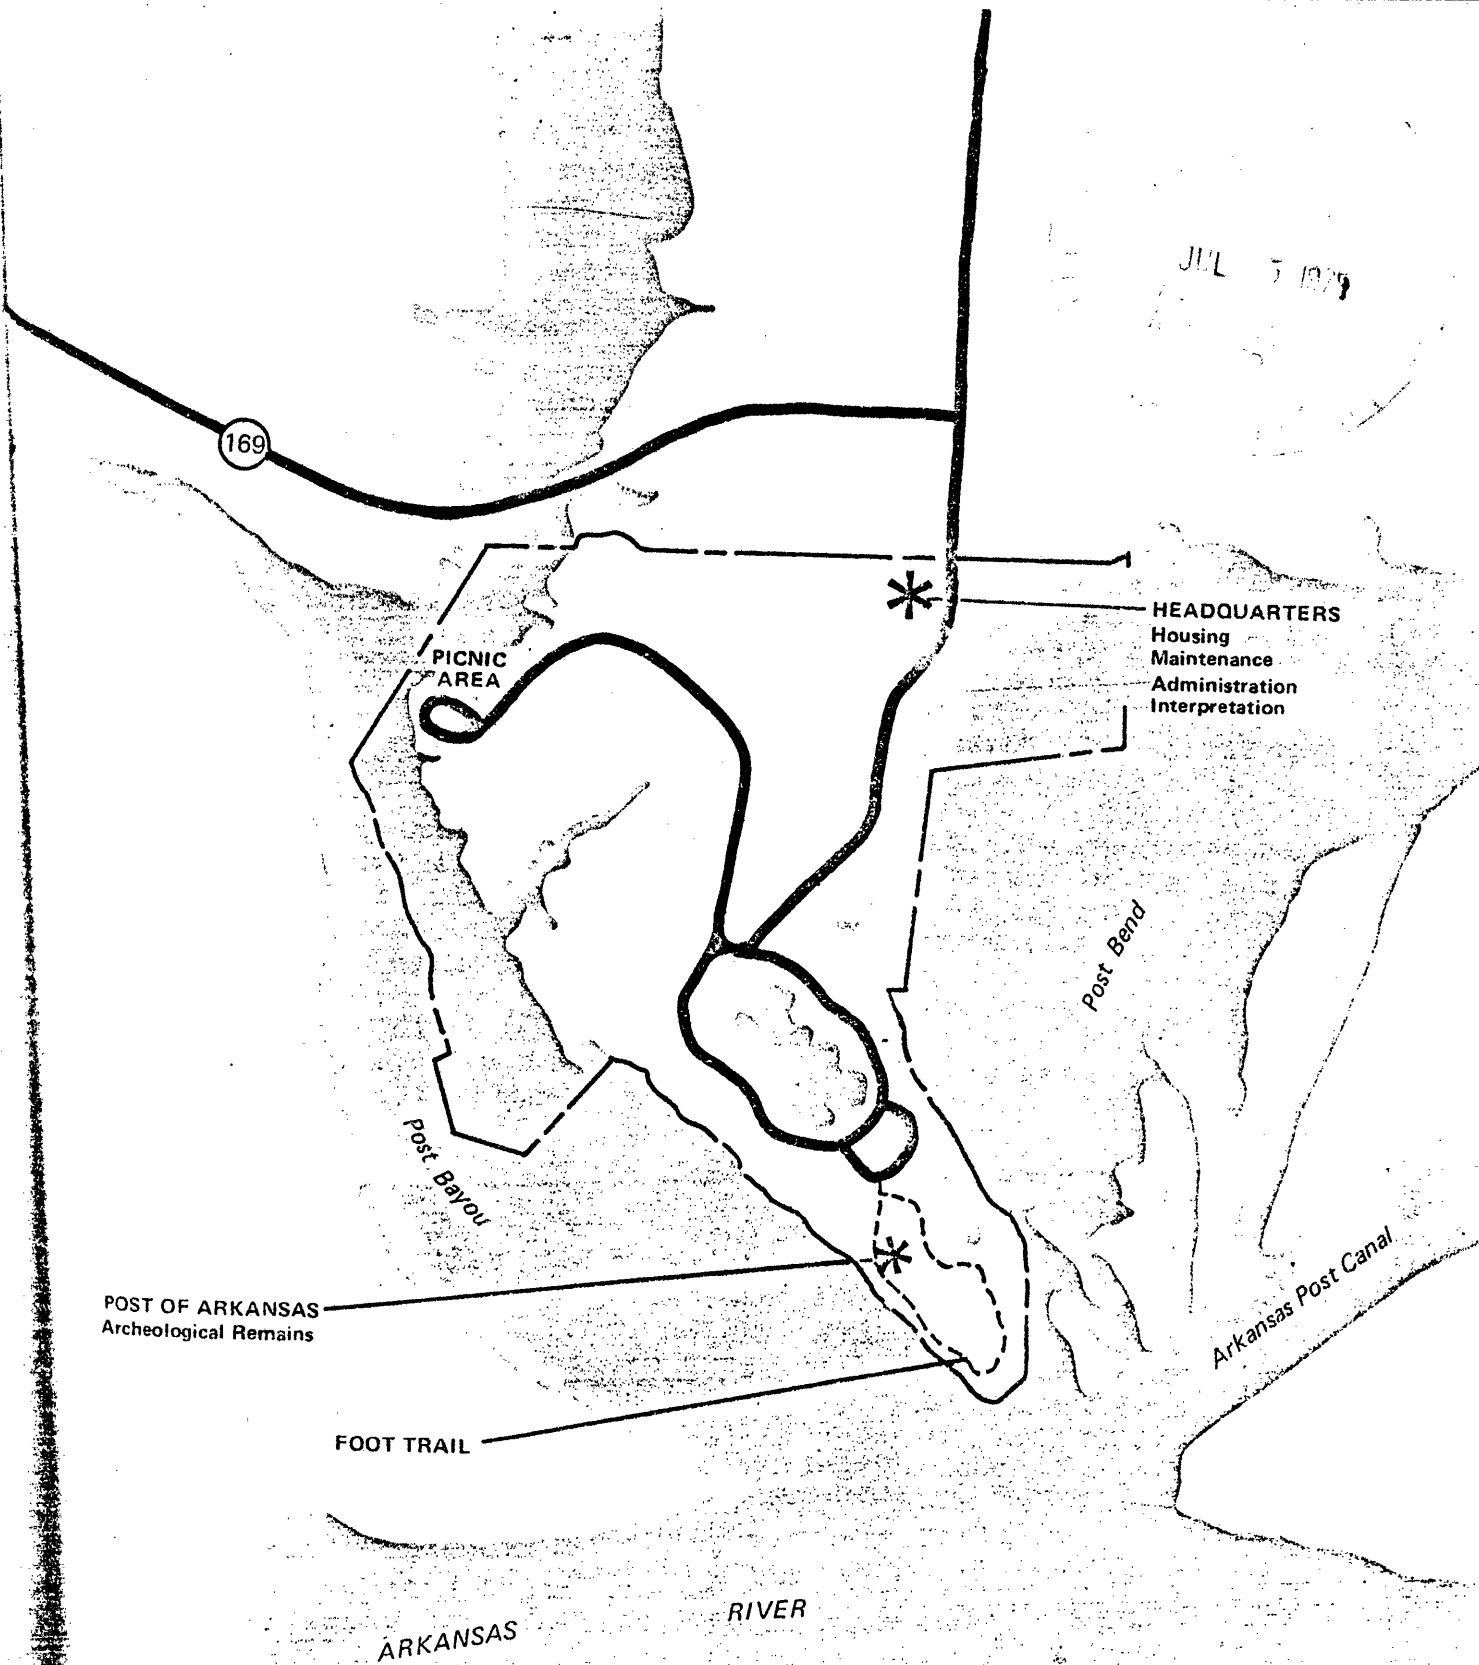 JUL
169
PICNIC
AREA
HEADQUARTERS
Housing
Maintenance
Administration
Interpretation
Post Bend
Post Bayou
Arkansas Post Canal
POST OF ARKANSAS
Archeological Remains
FOOT TRAIL
ARKANSAS RIVER